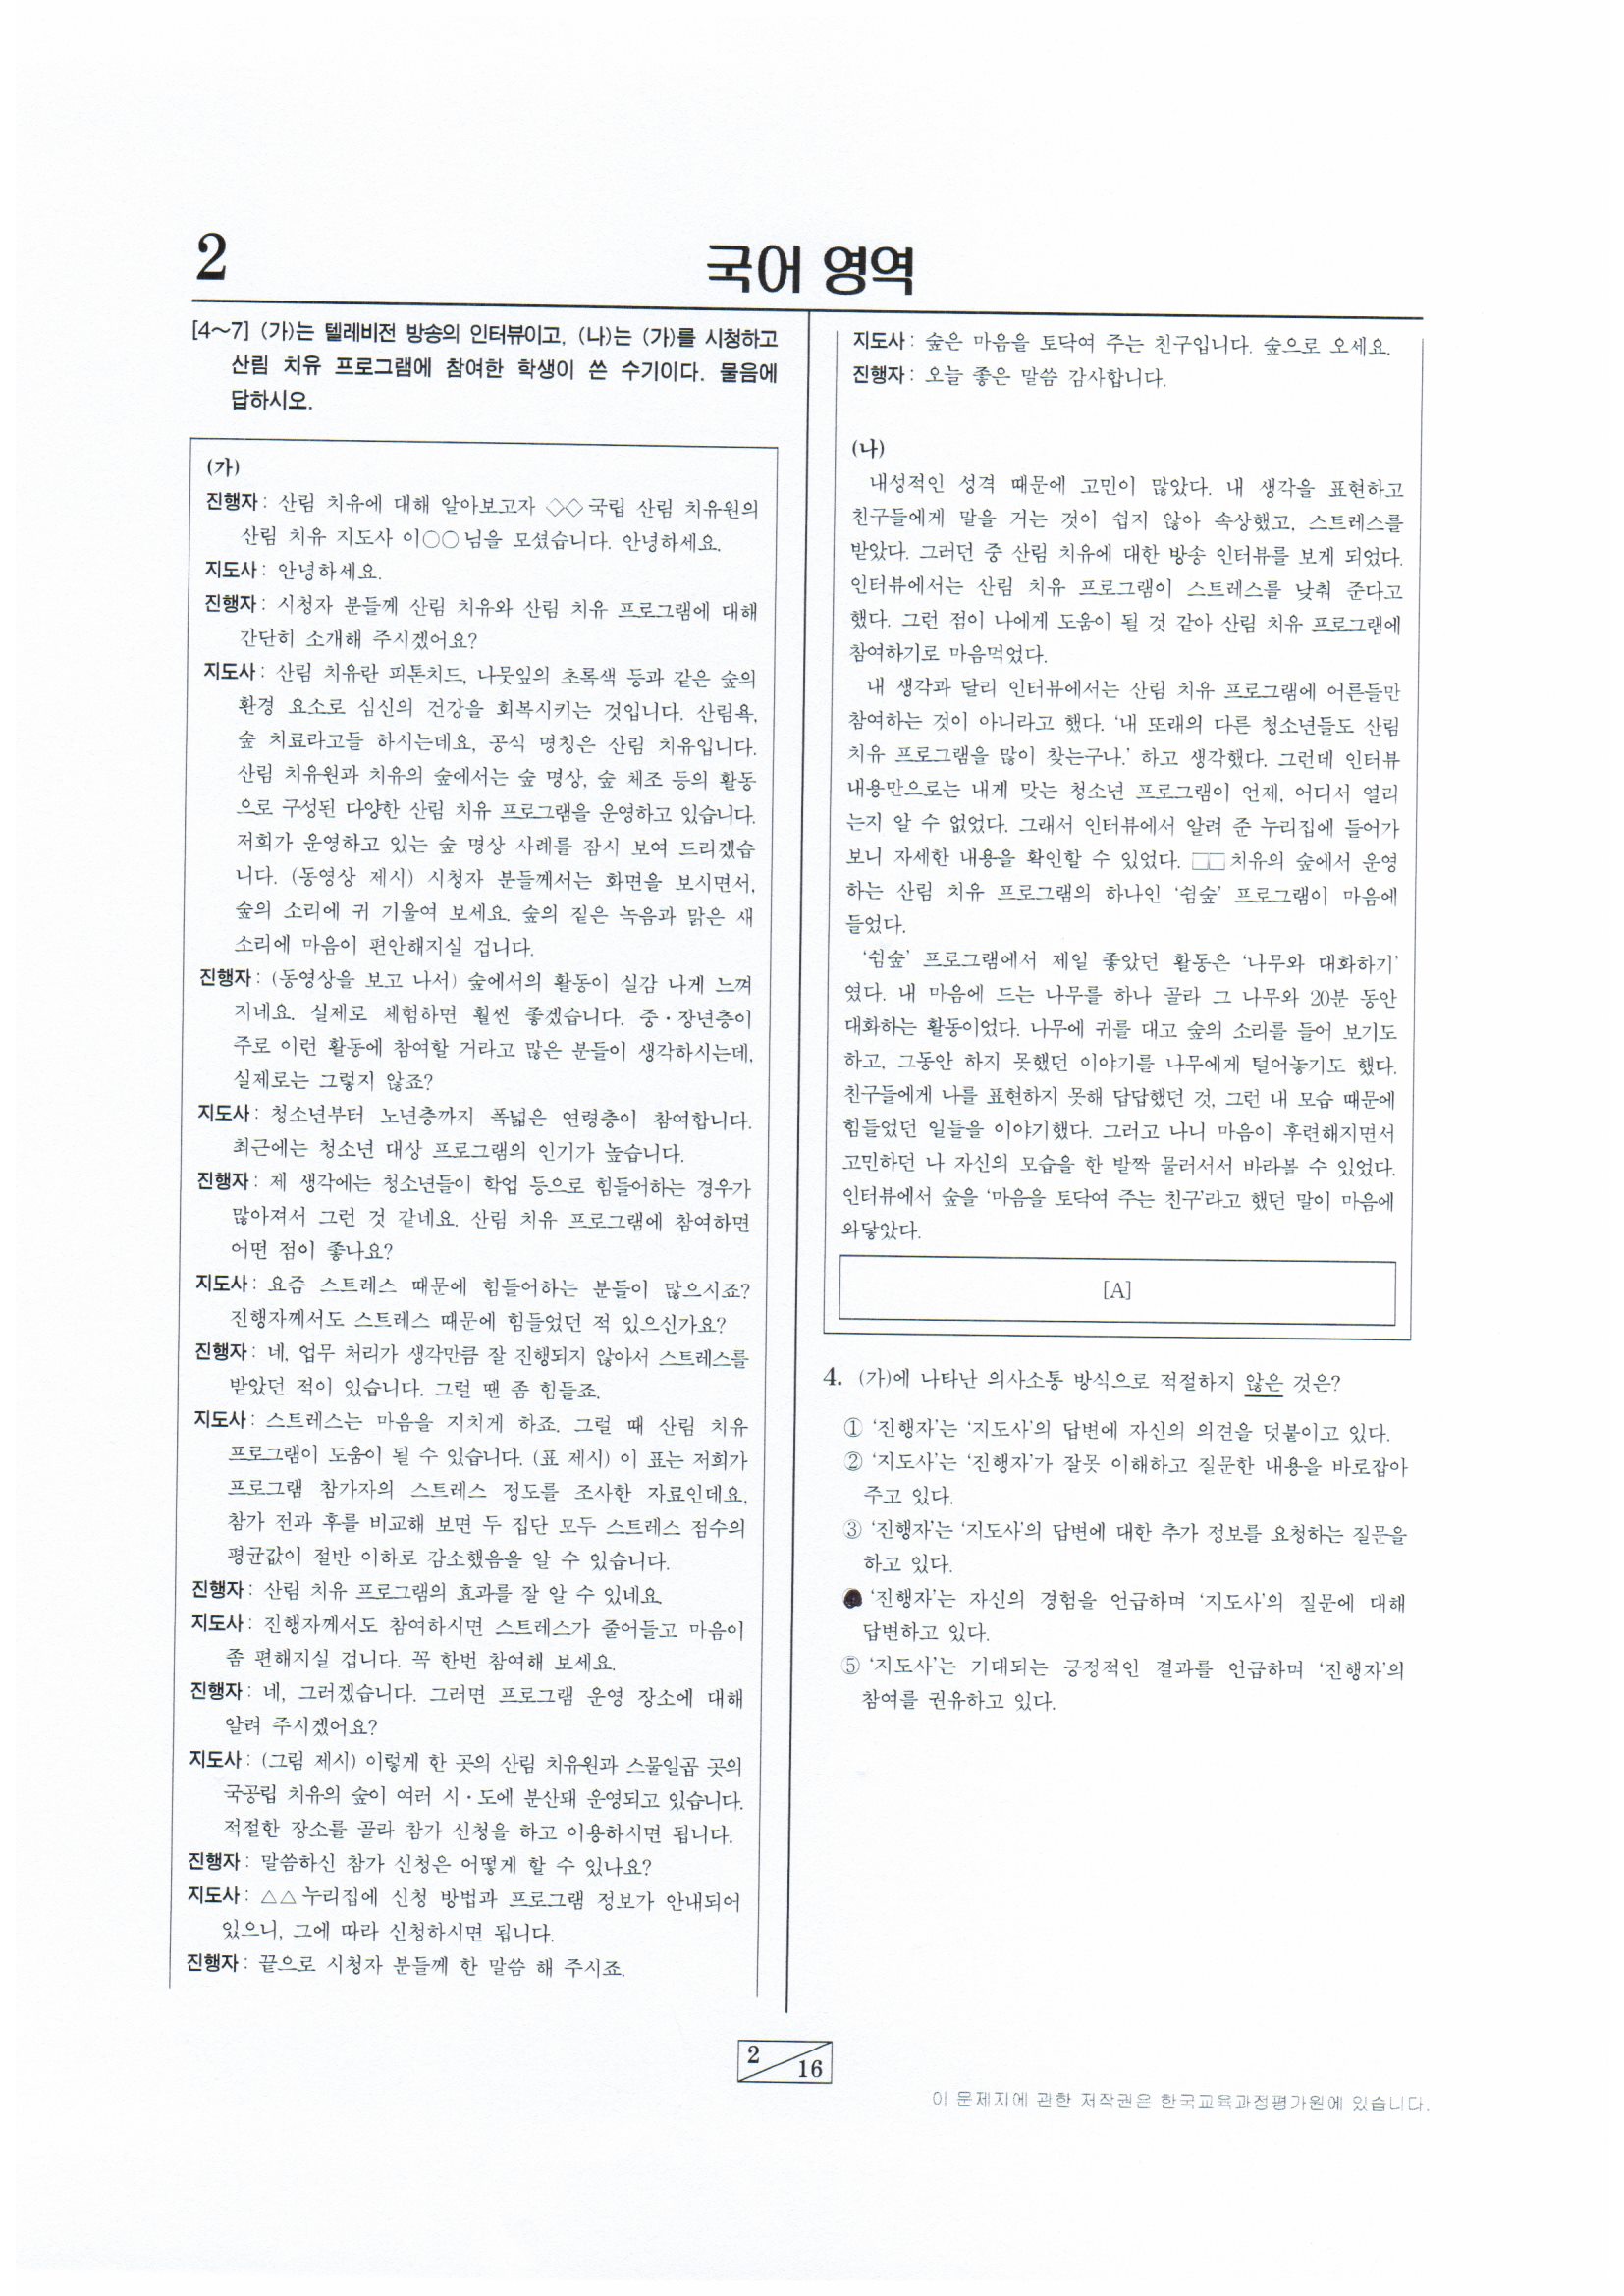 2
국어 영역
[4~7] (가)는 텔레비전 방송의 인터뷰이고, (나)는 (가)를 시청하고
산림 치유 프로그램에 참여한 학생이 쓴 수기이다. 물음에
답하시오.
(가)
진행자 : 산림 치유에 대해 알아보고자 ◇◇국립 산림 치유원의
산림 치유 지도사 이○○님을 모셨습니다. 안녕하세요.
지도사 : 안녕하세요.
진행자 : 시청자 분들께 산림 치유와 산림 치유 프로그램에 대해
간단히 소개해 주시겠어요?
지도사 : 산림 치유란 피톤치드, 나뭇잎의 초록색 등과 같은 숲의
환경 요소로 심신의 건강을 회복시키는 것입니다. 산림욕,
숲 치료라고들 하시는데요, 공식 명칭은 산림 치유입니다.
산림 치유원과 치유의 숲에서는 숲 명상, 숲 체조 등의 활동
으로 구성된 다양한 산림 치유 프로그램을 운영하고 있습니다.
저희가 운영하고 있는 숲 명상 사례를 잠시 보여 드리겠습
니다. (동영상 제시) 시청자 분들께서는 화면을 보시면서,
숲의 소리에 귀 기울여 보세요. 숲의 짙은 녹음과 맑은 새
소리에 마음이 편안해지실 겁니다.
진행자 : (동영상을 보고 나서) 숲에서의 활동이 실감 나게 느껴
지네요. 실제로 체험하면 훨씬 좋겠습니다. 중·장년층이
주로 이런 활동에 참여할 거라고 많은 분들이 생각하시는데,
실제로는 그렇지 않죠?
지도사 : 청소년부터 노년층까지 폭넓은 연령층이 참여합니다.
최근에는 청소년 대상 프로그램의 인기가 높습니다.
진행자 : 제 생각에는 청소년들이 학업 등으로 힘들어하는 경우가
많아져서 그런 것 같네요. 산림 치유 프로그램에 참여하면
어떤 점이 좋나요?
지도사 : 요즘 스트레스 때문에 힘들어하는 분들이 많으시죠?
진행자께서도 스트레스 때문에 힘들었던 적 있으신가요?
진행자 : 네, 업무 처리가 생각만큼 잘 진행되지 않아서 스트레스를
받았던 적이 있습니다. 그럴 땐 좀 힘들죠.
지도사 : 스트레스는 마음을 지치게 하죠. 그럴 때 산림 치유
프로그램이 도움이 될 수 있습니다. (표 제시) 이 표는 저희가
프로그램 참가자의 스트레스 정도를 조사한 자료인데요,
참가 전과 후를 비교해 보면 두 집단 모두 스트레스 점수의
평균값이 절반 이하로 감소했음을 알 수 있습니다.
진행자 : 산림 치유 프로그램의 효과를 잘 알 수 있네요.
지도사 : 진행자께서도 참여하시면 스트레스가 줄어들고 마음이
좀 편해지실 겁니다. 꼭 한번 참여해 보세요.
진행자 : 네, 그러겠습니다. 그러면 프로그램 운영 장소에 대해
알려 주시겠어요?
지도사 : (그림 제시) 이렇게 한 곳의 산림 치유원과 스물일곱 곳의
국공립 치유의 숲이 여러 시·도에 분산돼 운영되고 있습니다.
적절한 장소를 골라 참가 신청을 하고 이용하시면 됩니다.
진행자 : 말씀하신 참가 신청은 어떻게 할 수 있나요?
지도사 : △△누리집에 신청 방법과 프로그램 정보가 안내되어
있으니, 그에 따라 신청하시면 됩니다.
진행자 : 끝으로 시청자 분들께 한 말씀 해 주시죠.
지도사 : 숲은 마음을 토닥여 주는 친구입니다. 숲으로 오세요.
진행자 : 오늘 좋은 말씀 감사합니다.
(나)
내성적인 성격 때문에 고민이 많았다. 내 생각을 표현하고
친구들에게 말을 거는 것이 쉽지 않아 속상했고, 스트레스를
받았다. 그러던 중 산림 치유에 대한 방송 인터뷰를 보게 되었다.
인터뷰에서는 산림 치유 프로그램이 스트레스를 낮춰 준다고
했다. 그런 점이 나에게 도움이 될 것 같아 산림 치유 프로그램에
참여하기로 마음먹었다.
내 생각과 달리 인터뷰에서는 산림 치유 프로그램에 어른들만
참여하는 것이 아니라고 했다. ‘내 또래의 다른 청소년들도 산림
치유 프로그램을 많이 찾는구나.’ 하고 생각했다. 그런데 인터뷰
내용만으로는 내게 맞는 청소년 프로그램이 언제, 어디서 열리
는지 알 수 없었다. 그래서 인터뷰에서 알려 준 누리집에 들어가
보니 자세한 내용을 확인할 수 있었다. □□치유의 숲에서 운영
하는 산림 치유 프로그램의 하나인 ‘쉼숲’ 프로그램이 마음에
들었다.
‘쉼숲’ 프로그램에서 제일 좋았던 활동은 ‘나무와 대화하기’
였다. 내 마음에 드는 나무를 하나 골라 그 나무와 20분 동안
대화하는 활동이었다. 나무에 귀를 대고 숲의 소리를 들어 보기도
하고, 그동안 하지 못했던 이야기를 나무에게 털어놓기도 했다.
친구들에게 나를 표현하지 못해 답답했던 것, 그런 내 모습 때문에
힘들었던 일들을 이야기했다. 그러고 나니 마음이 후련해지면서
고민하던 나 자신의 모습을 한 발짝 물러서서 바라볼 수 있었다.
인터뷰에서 숲을 ‘마음을 토닥여 주는 친구’라고 했던 말이 마음에
와닿았다.
[A]
4. (가)에 나타난 의사소통 방식으로 적절하지 않은 것은?
① ‘진행자’는 ‘지도사’의 답변에 자신의 의견을 덧붙이고 있다.
② ‘지도사’는 ‘진행자’가 잘못 이해하고 질문한 내용을 바로잡아
주고 있다.
③ ‘진행자’는 ‘지도사’의 답변에 대한 추가 정보를 요청하는 질문을
하고 있다.
‘진행자’는 자신의 경험을 언급하며 ‘지도사’의 질문에 대해
답변하고 있다.
⑤ ‘지도사’는 기대되는 긍정적인 결과를 언급하며 ‘진행자’의
참여를 권유하고 있다.
2
16
이 문제지에 관한 저작권은 한국교육과정평가원에 있습니다.